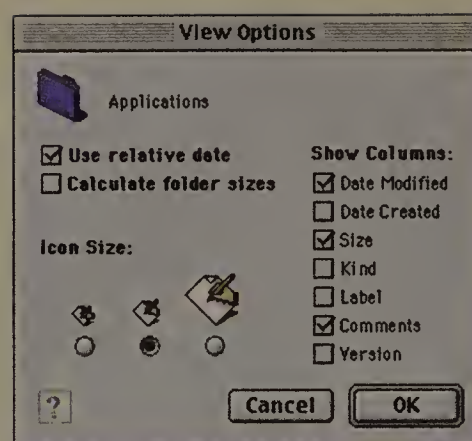 View Options
Applications
Use relative date
Calculate folder sizes
Icon Size:
Show Columns:
Date Modified
Date Created
Size
Kind
Label
Comments
Version
?
Cancel
OK